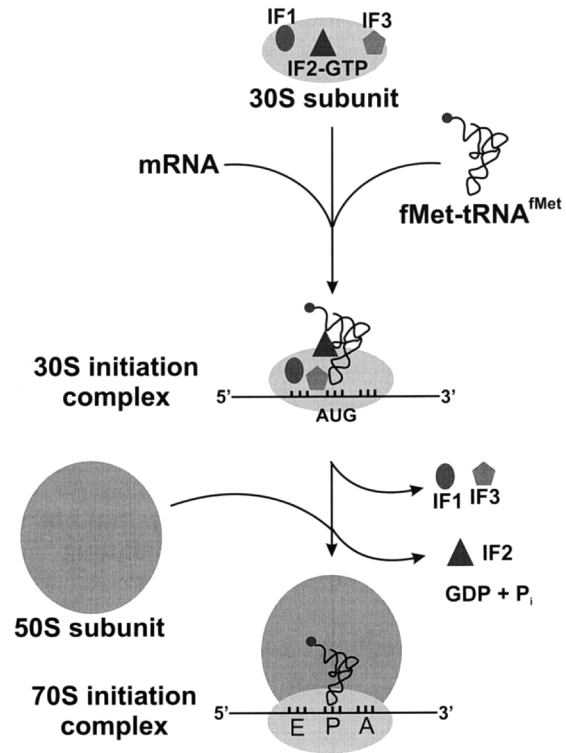 IF1 IF3
IF2-GTP
30S subunit
mRNA
fMet-tRNAfMet
30S initiation
complex
5' 3'
AUG
IF1 IF3
IF2
GDP + Pi
50S subunit
70S initiation
complex
5' 3'
E P A